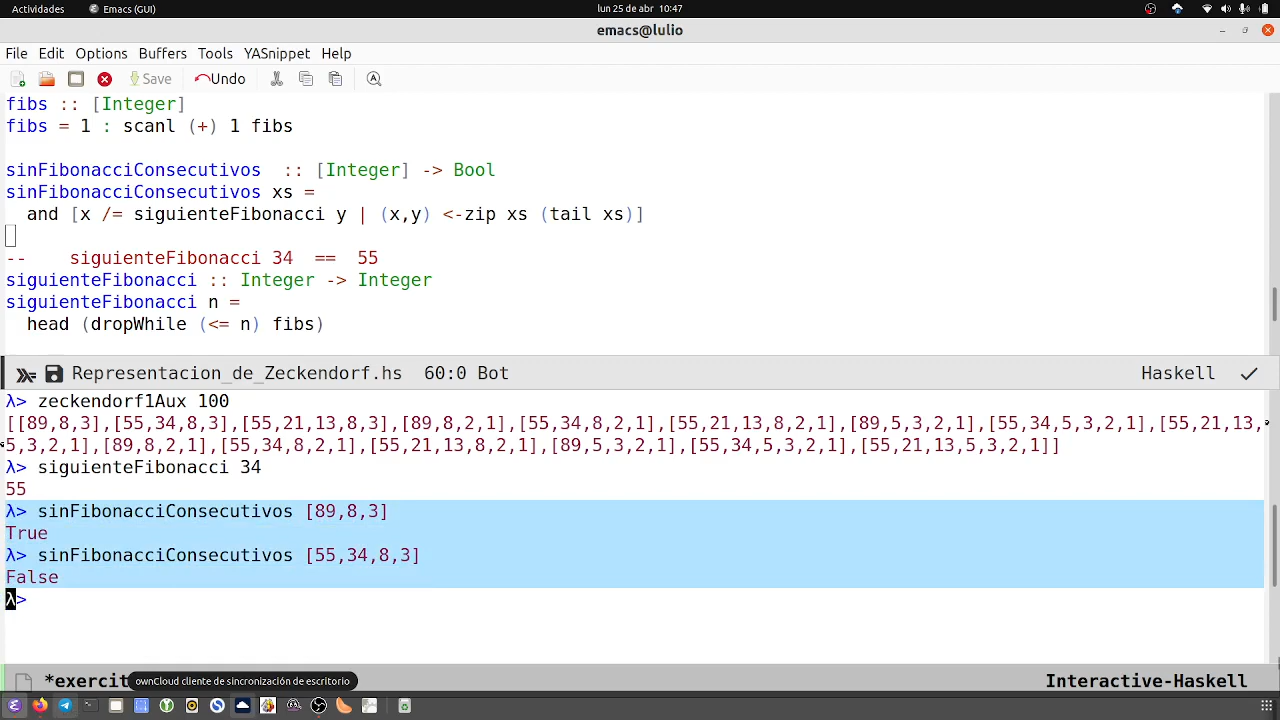 Actividades Emacs (GUI) lun 25 de abr 10:47
emacs@lulio
File Edit Options Buffers Tools YASnippet Help
Save Undo
fibs :: [Integer]
fibs = 1 : scanl (+) 1 fibs
sinFibonacciConsecutivos  :: [Integer] -> Bool
sinFibonacciConsecutivos xs =
  and [x /= siguienteFibonacci y | (x,y) <-zip xs (tail xs)]
--    siguienteFibonacci 34  ==  55
siguienteFibonacci :: Integer -> Integer
siguienteFibonacci n =
  head (dropWhile (<= n) fibs)
Representacion_de_Zeckendorf.hs  60:0 Bot Haskell
λ> zeckendorf1Aux 100
[[89,8,3],[55,34,8,3],[55,21,13,8,3],[89,8,2,1],[55,34,8,2,1],[55,21,13,8,2,1],[89,5,3,2,1],[55,34,5,3,2,1],[55,21,13,
5,3,2,1],[89,8,2,1],[55,34,8,2,1],[55,21,13,8,2,1],[89,5,3,2,1],[55,34,5,3,2,1],[55,21,13,5,3,2,1]]
λ> siguienteFibonacci 34
55
λ> sinFibonacciConsecutivos [89,8,3]
True
λ> sinFibonacciConsecutivos [55,34,8,3]
False
λ>
*exercit ownCloud cliente de sincronización de escritorio Interactive-Haskell